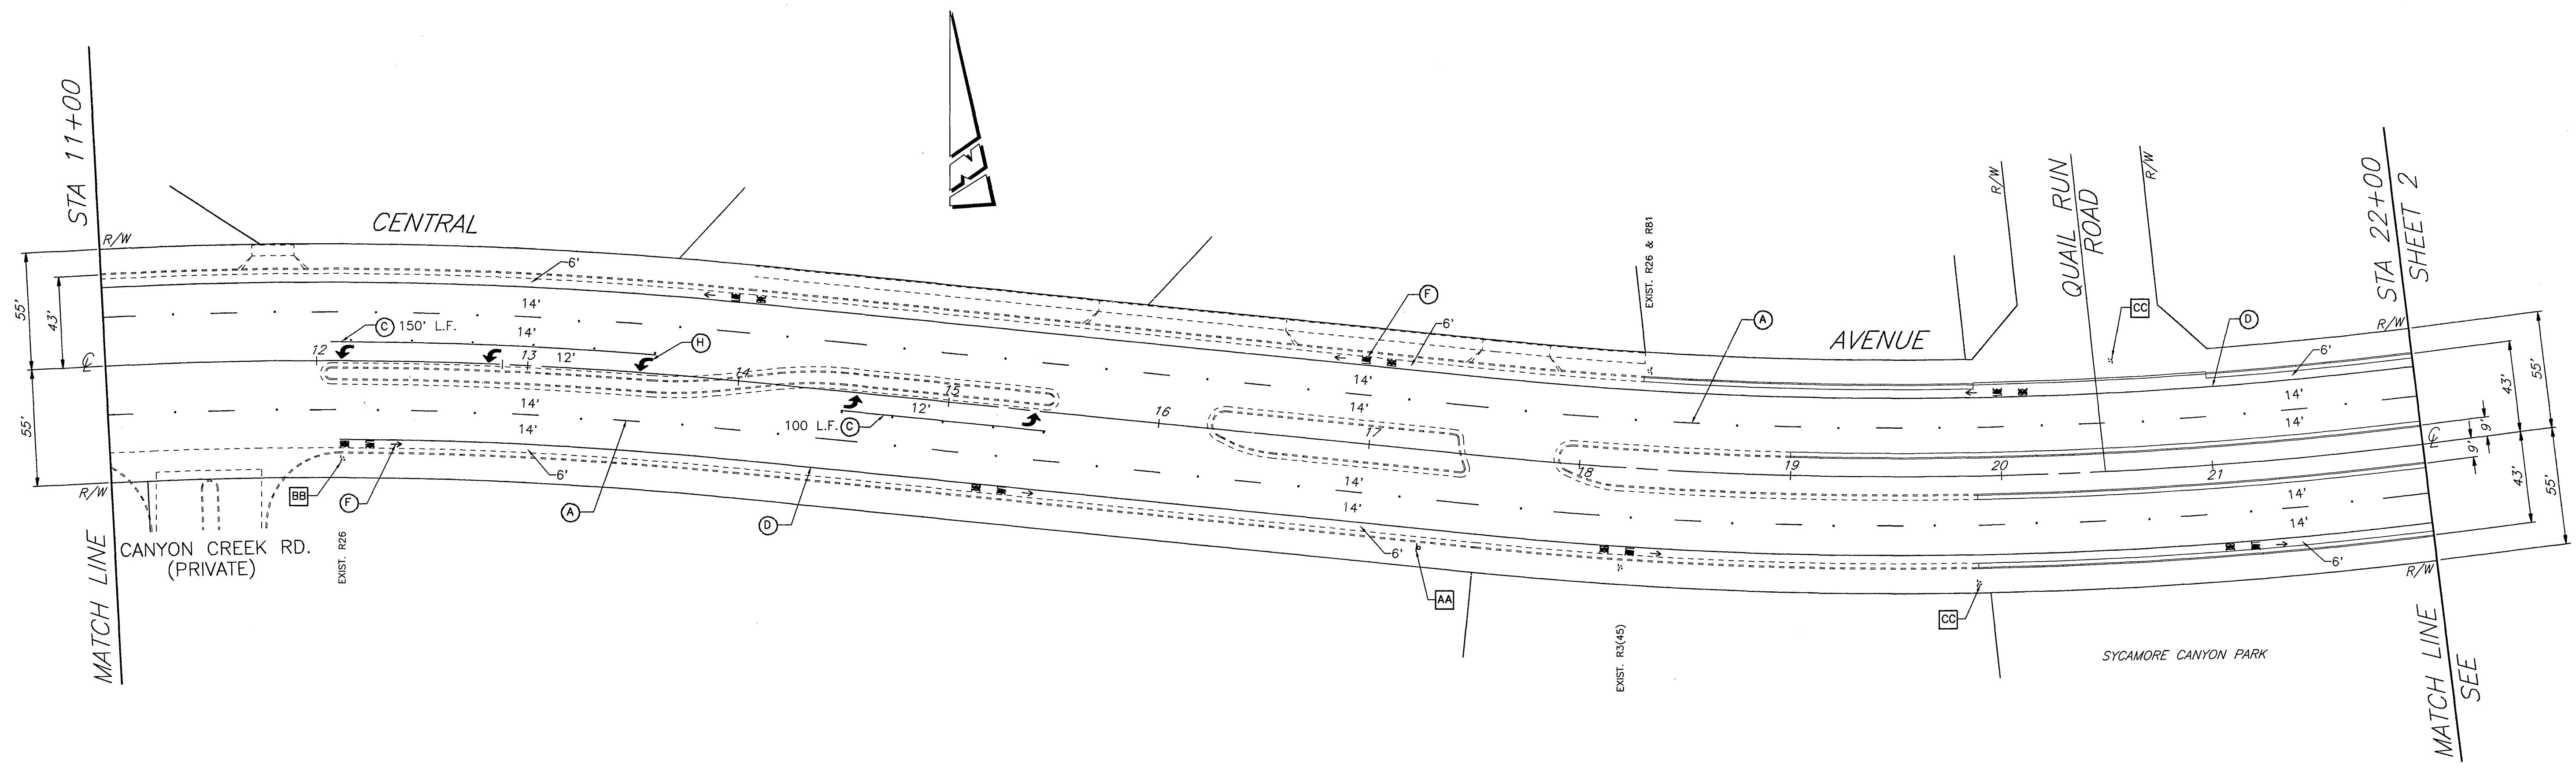 STA 11+00
MATCH LINE
R/W
55'
43'
℄
55'
R/W
CENTRAL
6'
14'
14'
C 150' L.F.
12'
H
12
13
14
15
16
17
18
19
20
21
14'
14'
12'
100 L.F. C
6'
BB
F
A
D
EXIST. R26
CANYON CREEK RD.
(PRIVATE)
F
6'
14'
14'
14'
14'
6'
AA
EXIST. R26 & R81
A
AVENUE
EXIST. R3(45)
R/W
QUAIL RUN
ROAD
R/W
CC
D
6'
14'
14'
14'
14'
6'
CC
SYCAMORE CANYON PARK
STA 22+00
SHEET 2
R/W
℄
9'
9'
43'
43'
55'
55'
R/W
MATCH LINE
SEE